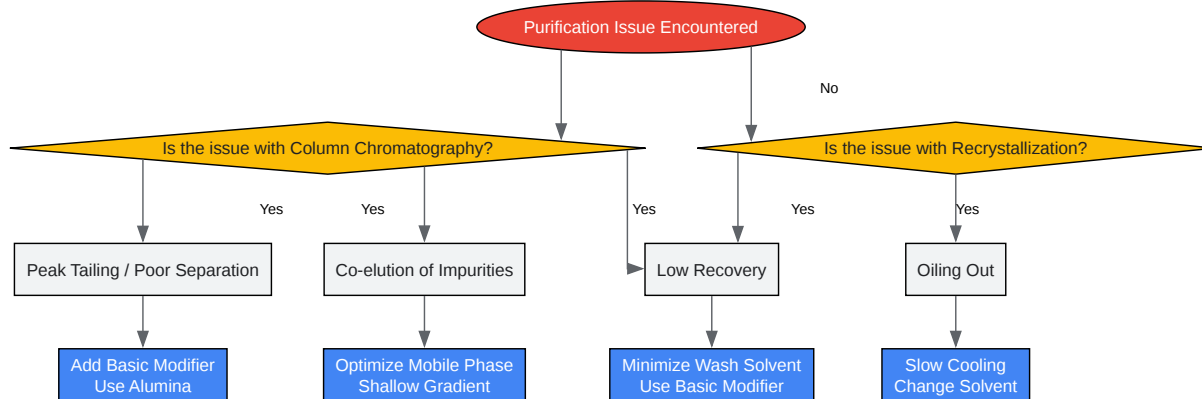 Purification Issue Encountered
No
Is the issue with Column Chromatography?
Is the issue with Recrystallization?
Yes
Yes
Yes
Yes
Yes
Peak Tailing / Poor Separation
Co-elution of Impurities
Low Recovery
Oiling Out
Add Basic Modifier
Use Alumina
Optimize Mobile Phase
Shallow Gradient
Minimize Wash Solvent
Use Basic Modifier
Slow Cooling
Change Solvent